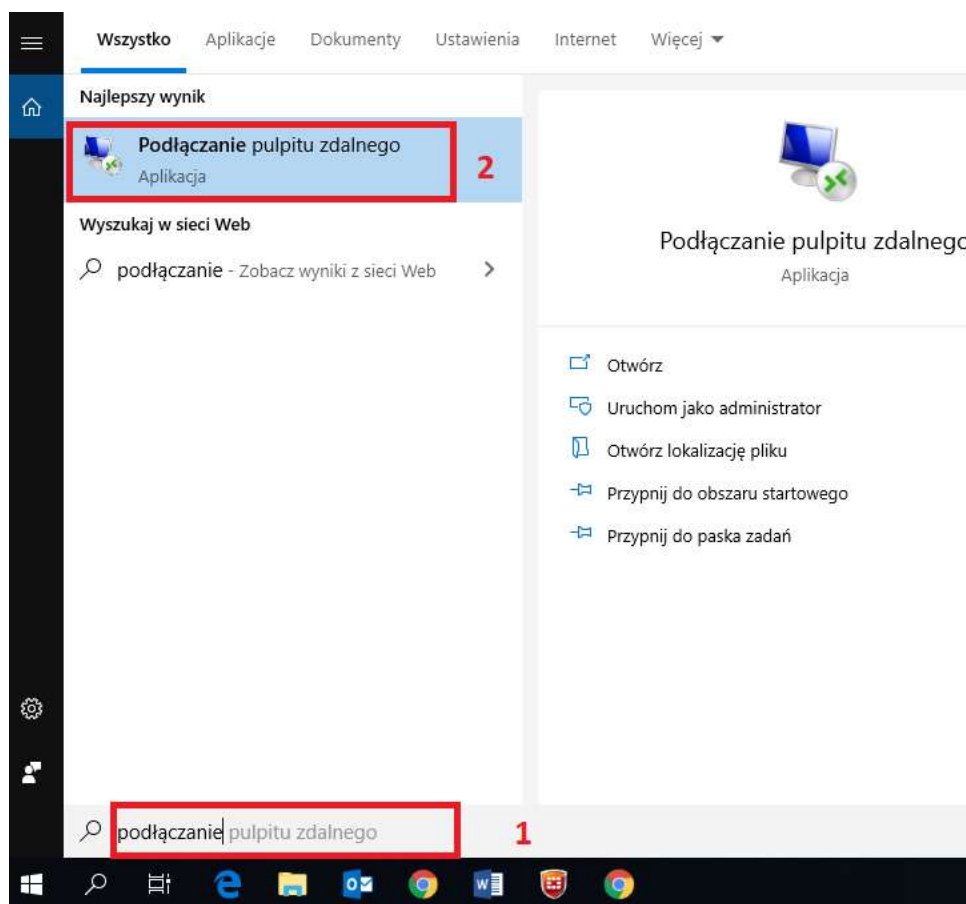 Wszystko Aplikacje Dokumenty Ustawienia Internet Więcej
Najlepszy wynik
Podłączanie pulpitu zdalnego
Aplikacja
2
Wyszukaj w sieci Web
podłączanie - Zobacz wyniki z sieci Web
Podłączanie pulpitu zdalnego
Aplikacja
Otwórz
Uruchom jako administrator
Otwórz lokalizację pliku
Przypnij do obszaru startowego
Przypnij do paska zadań
podłączanie pulpitu zdalnego
1